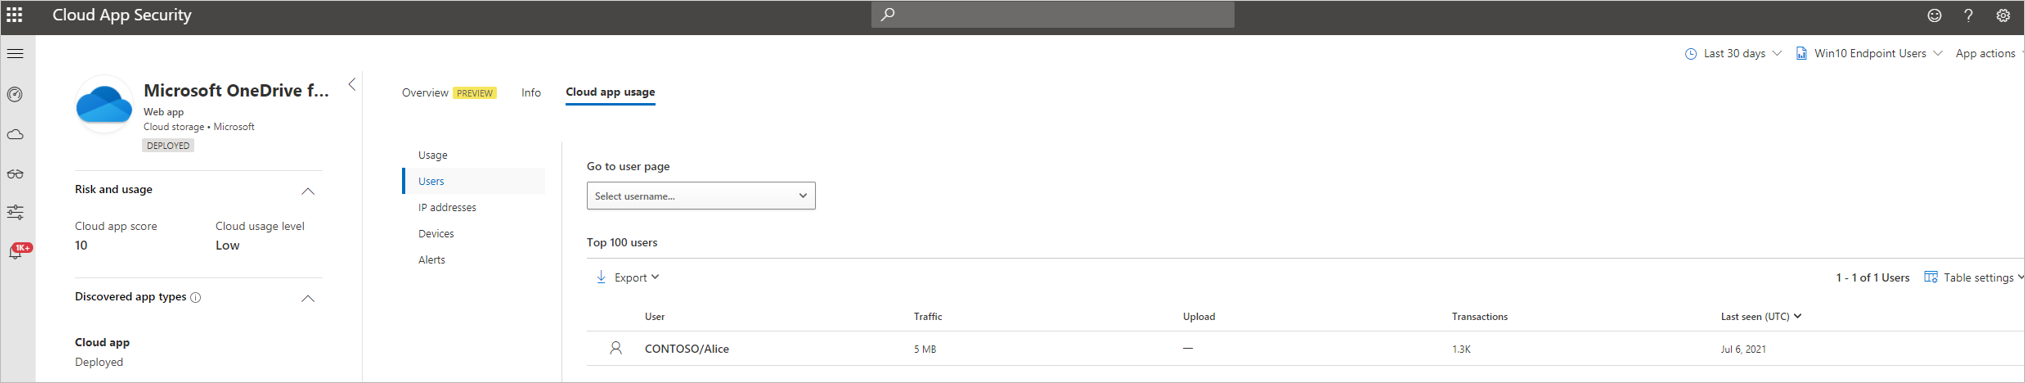 Cloud App Security
Last 30 days
Win10 Endpoint Users
App actions
Microsoft OneDrive f...
Web app
Cloud storage • Microsoft
DEPLOYED
Risk and usage
Cloud app score
Cloud usage level
10
Low
Discovered app types
Cloud app
Deployed
1K+
Overview PREVIEW
Info
Cloud app usage
Usage
Users
IP addresses
Devices
Alerts
Go to user page
Select username...
Top 100 users
Export
1 - 1 of 1 Users
Table settings
User Traffic Upload Transactions Last seen (UTC)
CONTOSO/Alice 5 MB — 1.3K Jul 6, 2021